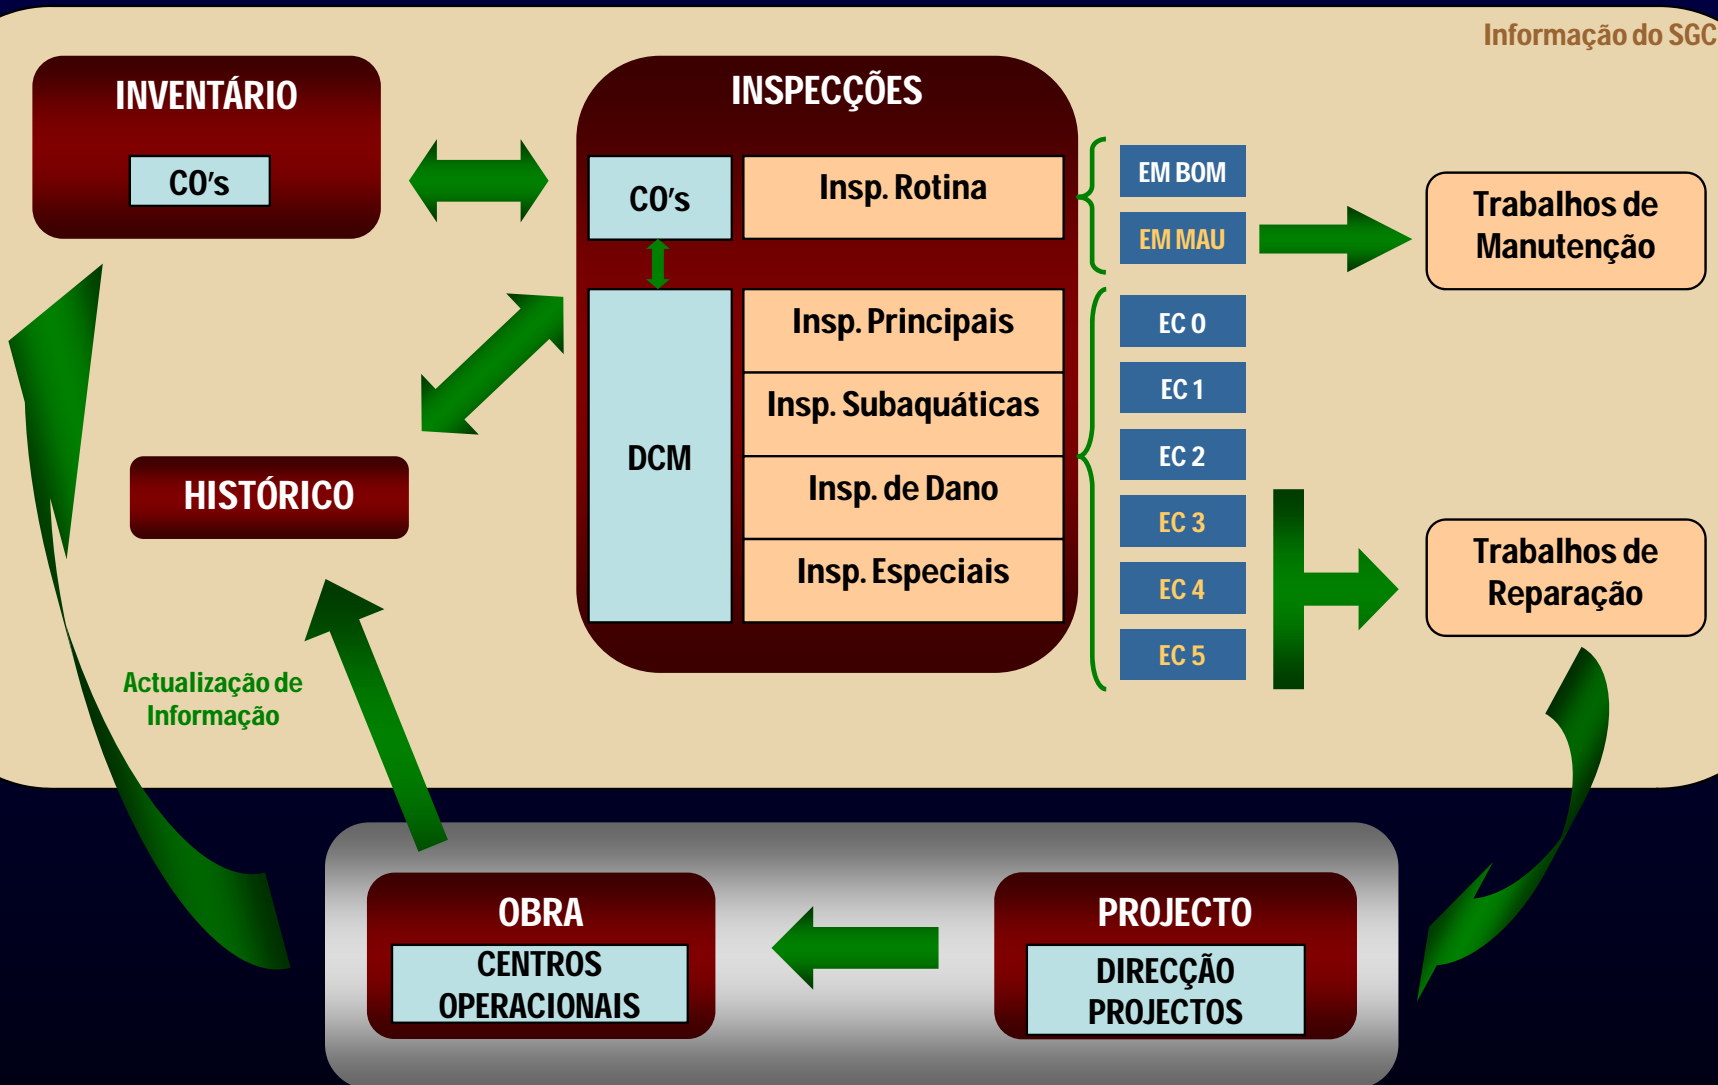 Informação do SGC
INVENTÁRIO
CO's
INSPECÇÕES
CO's
Insp. Rotina
DCM
Insp. Principais
Insp. Subaquáticas
Insp. de Dano
Insp. Especiais
EM BOM
EM MAU
EC 0
EC 1
EC 2
EC 3
EC 4
EC 5
Trabalhos de
Manutenção
Trabalhos de
Reparação
HISTÓRICO
Actualização de
Informação
OBRA
CENTROS
OPERACIONAIS
PROJECTO
DIRECÇÃO
PROJECTOS